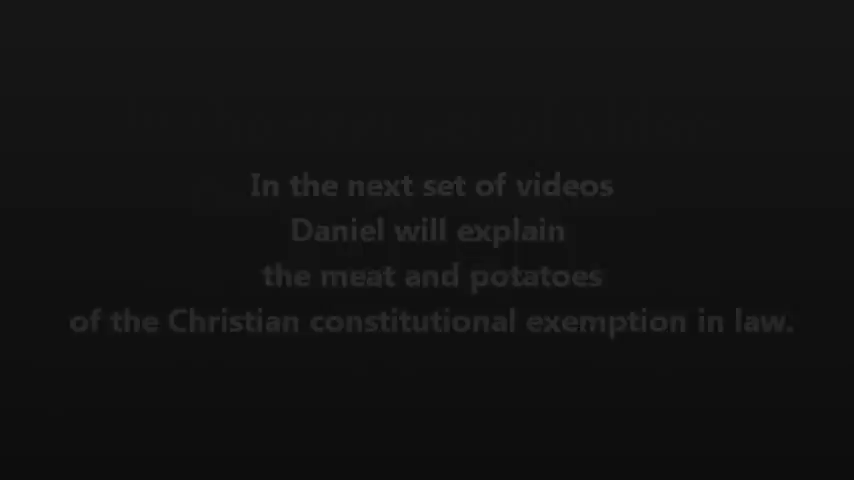 In the next set of videos
Daniel will explain
the meat and potatoes
of the Christian constitutional exemption in law.